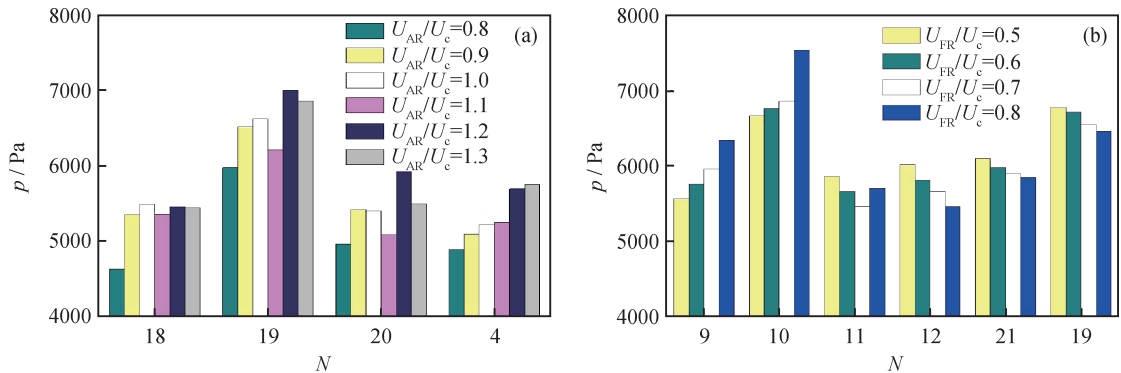 8000
7000
6000
5000
4000
p / Pa
U_AR/U_c=0.8
U_AR/U_c=0.9
U_AR/U_c=1.0
U_AR/U_c=1.1
U_AR/U_c=1.2
U_AR/U_c=1.3
(a)
18 19 20 4
N
8000
7000
6000
5000
4000
p / Pa
U_FR/U_c=0.5
U_FR/U_c=0.6
U_FR/U_c=0.7
U_FR/U_c=0.8
(b)
9 10 11 12 21 19
N